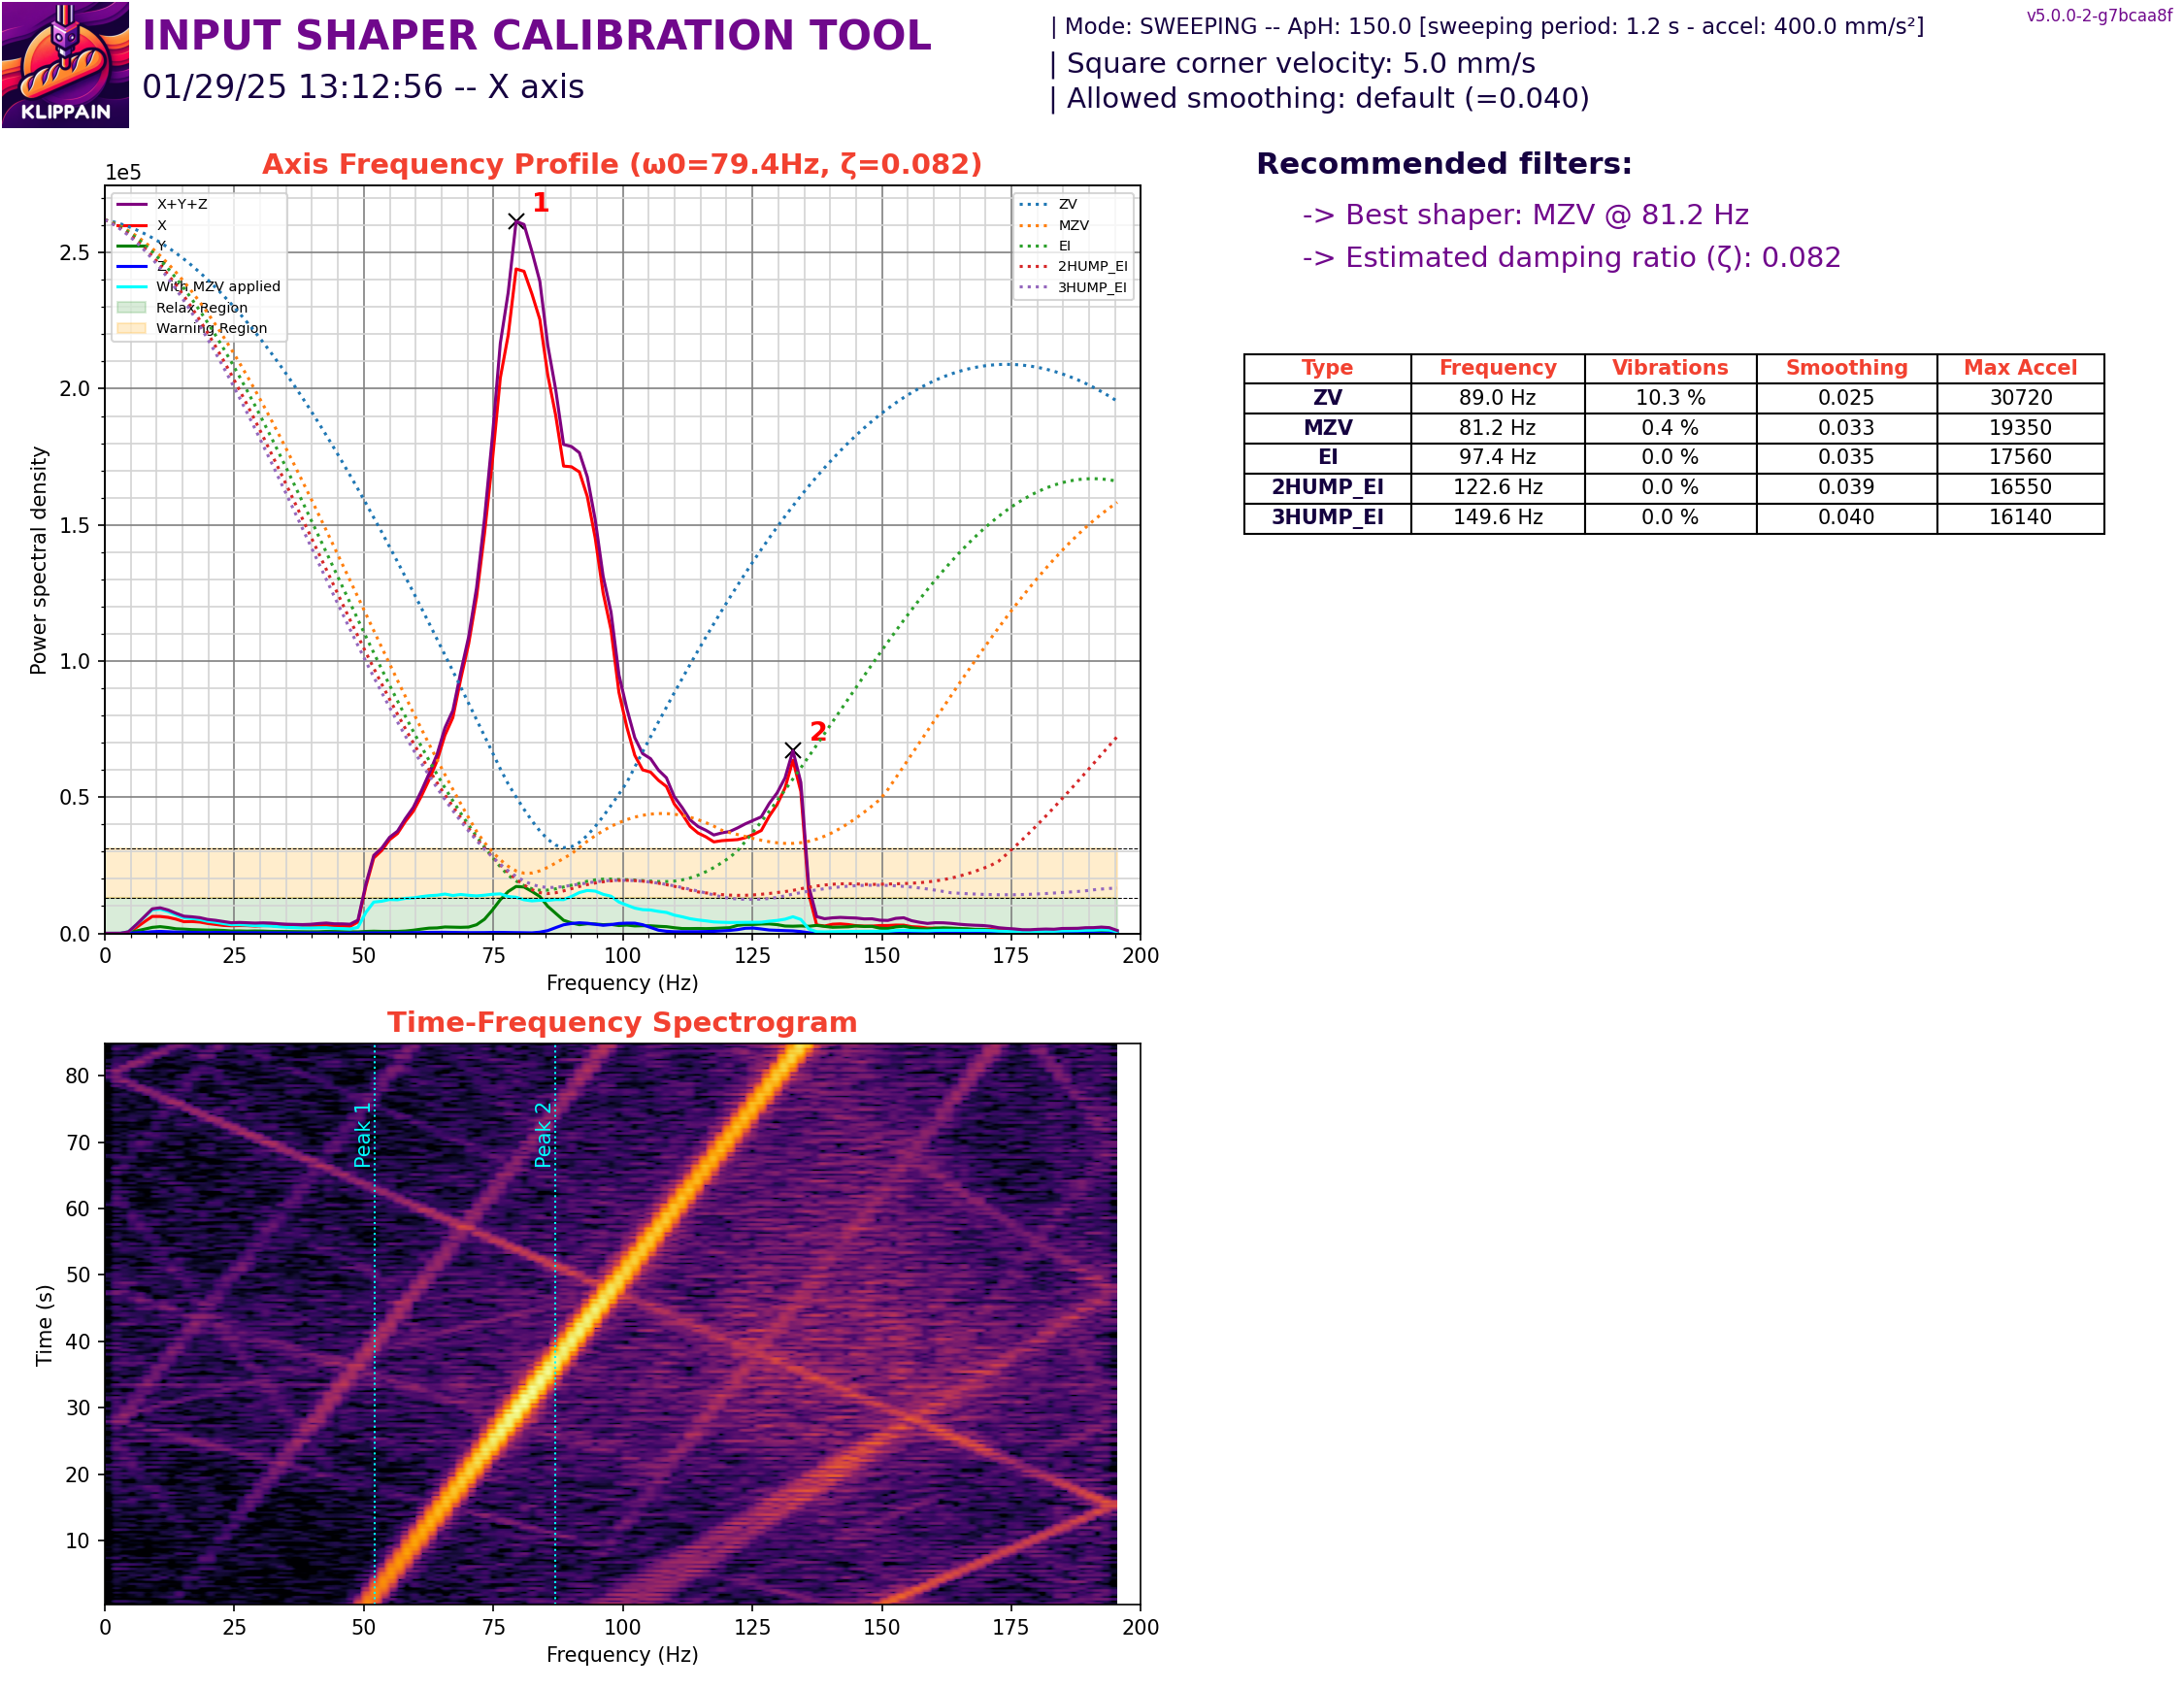 KLIPPAIN
INPUT SHAPER CALIBRATION TOOL
01/29/25 13:12:56 -- X axis
| Mode: SWEEPING -- ApH: 150.0 [sweeping period: 1.2 s - accel: 400.0 mm/s²]
| Square corner velocity: 5.0 mm/s
| Allowed smoothing: default (=0.040)
v5.0.0-2-g7bcaa8f
Axis Frequency Profile (ω0=79.4Hz, ζ=0.082)
1e5
X+Y+Z
X
Y
Z
With MZV applied
Relax Region
Warning Region
ZV
MZV
EI
2HUMP_EI
3HUMP_EI
1
2
Power spectral density
2.5
2.0
1.5
1.0
0.5
0.0
0 25 50 75 100 125 150 175 200
Frequency (Hz)
Recommended filters:
-> Best shaper: MZV @ 81.2 Hz
-> Estimated damping ratio (ζ): 0.082
Type Frequency Vibrations Smoothing Max Accel
ZV 89.0 Hz 10.3 % 0.025 30720
MZV 81.2 Hz 0.4 % 0.033 19350
EI 97.4 Hz 0.0 % 0.035 17560
2HUMP_EI 122.6 Hz 0.0 % 0.039 16550
3HUMP_EI 149.6 Hz 0.0 % 0.040 16140
Time-Frequency Spectrogram
Peak 1
Peak 2
Time (s)
80
70
60
50
40
30
20
10
0 25 50 75 100 125 150 175 200
Frequency (Hz)